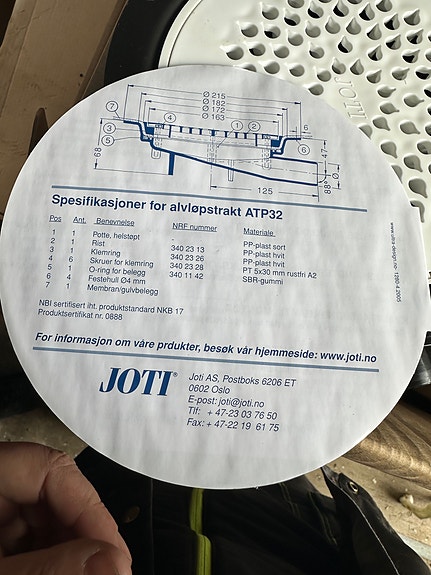 Ø 215
Ø 182
Ø 172
Ø 163
7
4
1
2
6
3
5
6
68
47
Ø
88°
125
Spesifikasjoner for alvløpstrakt ATP32
Pos Ant. Benevnelse NRF nummer Materiale
1 1 Potte, helstøpt - PP-plast sort
2 1 Rist 340 23 13 PP-plast hvit
3 1 Klemring 340 23 26 PP-plast hvit
4 6 Skruer for klemring 340 23 28 PT 5x30 mm rustfri A2
5 1 O-ring for belegg 340 11 42 SBR-gummi
6 4 Festehull Ø4 mm
7 1 Membran/gulvbelegg
NBI sertifisert iht. produktstandard NKB 17
Produktsertifikat nr. 0888
For informasjon om våre prdukter, besøk vår hjemmeside: www.joti.no
JOTI® Joti AS, Postboks 6206 ET
0602 Oslo
E-post: joti@joti.no
Tlf: + 47-23 03 76 50
Fax: + 47-22 19 61 75
JOTI